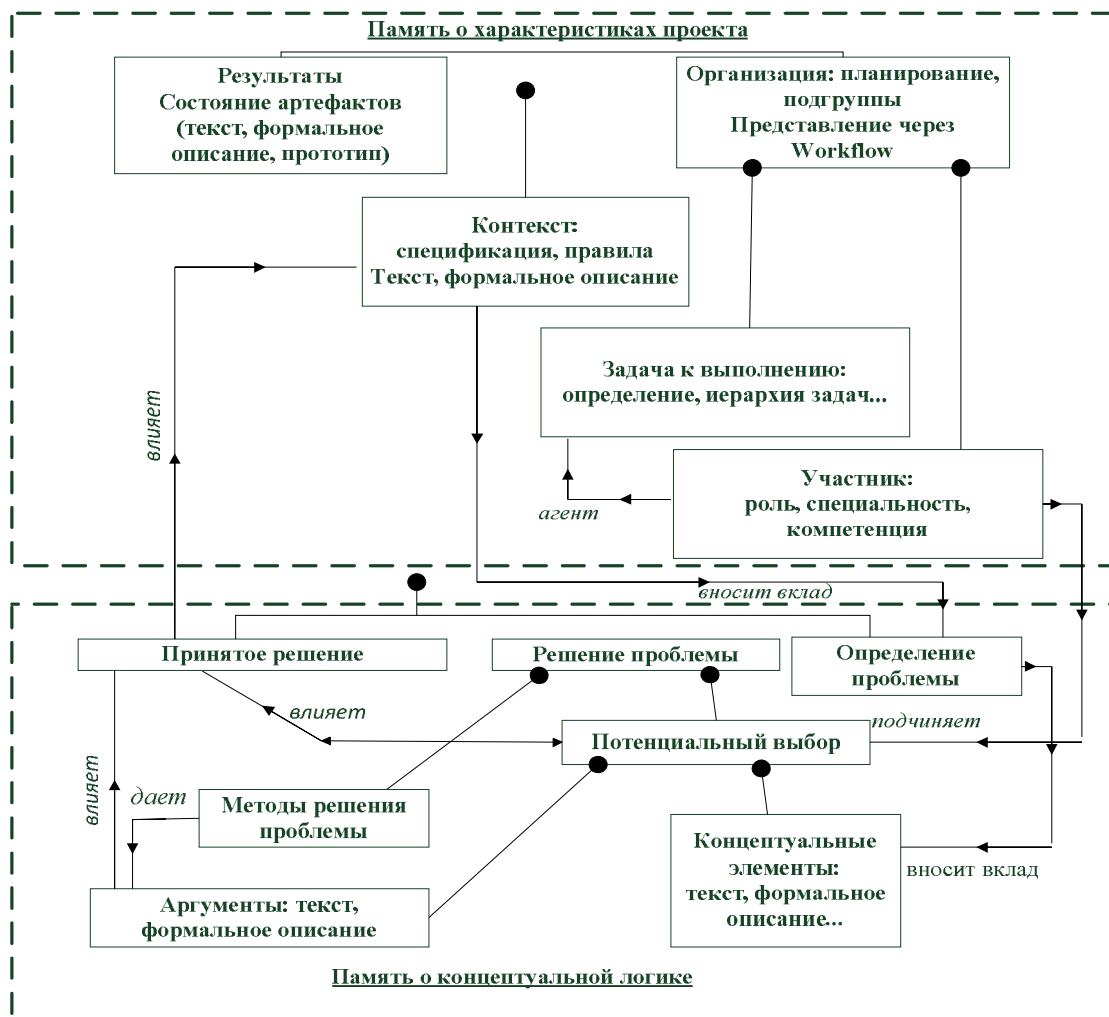 Память о характеристиках проекта
Результаты
Состояние артефактов
(текст, формальное
описание, прототип)
Организация: планирование,
подгруппы
Представление через
Workflow
Контекст:
спецификация, правила
Текст, формальное описание
Задача к выполнению:
определение, иерархия задач...
влияет
Участник:
роль, специальность,
компетенция
агент
вносит вклад
Принятое решение
Решение проблемы
Определение
проблемы
влияет
подчиняет
Потенциальный выбор
влияет
дает
Методы решения
проблемы
Концептуальные
элементы:
текст, формальное
описание...
вносит вклад
Аргументы: текст,
формальное описание
Память о концептуальной логике